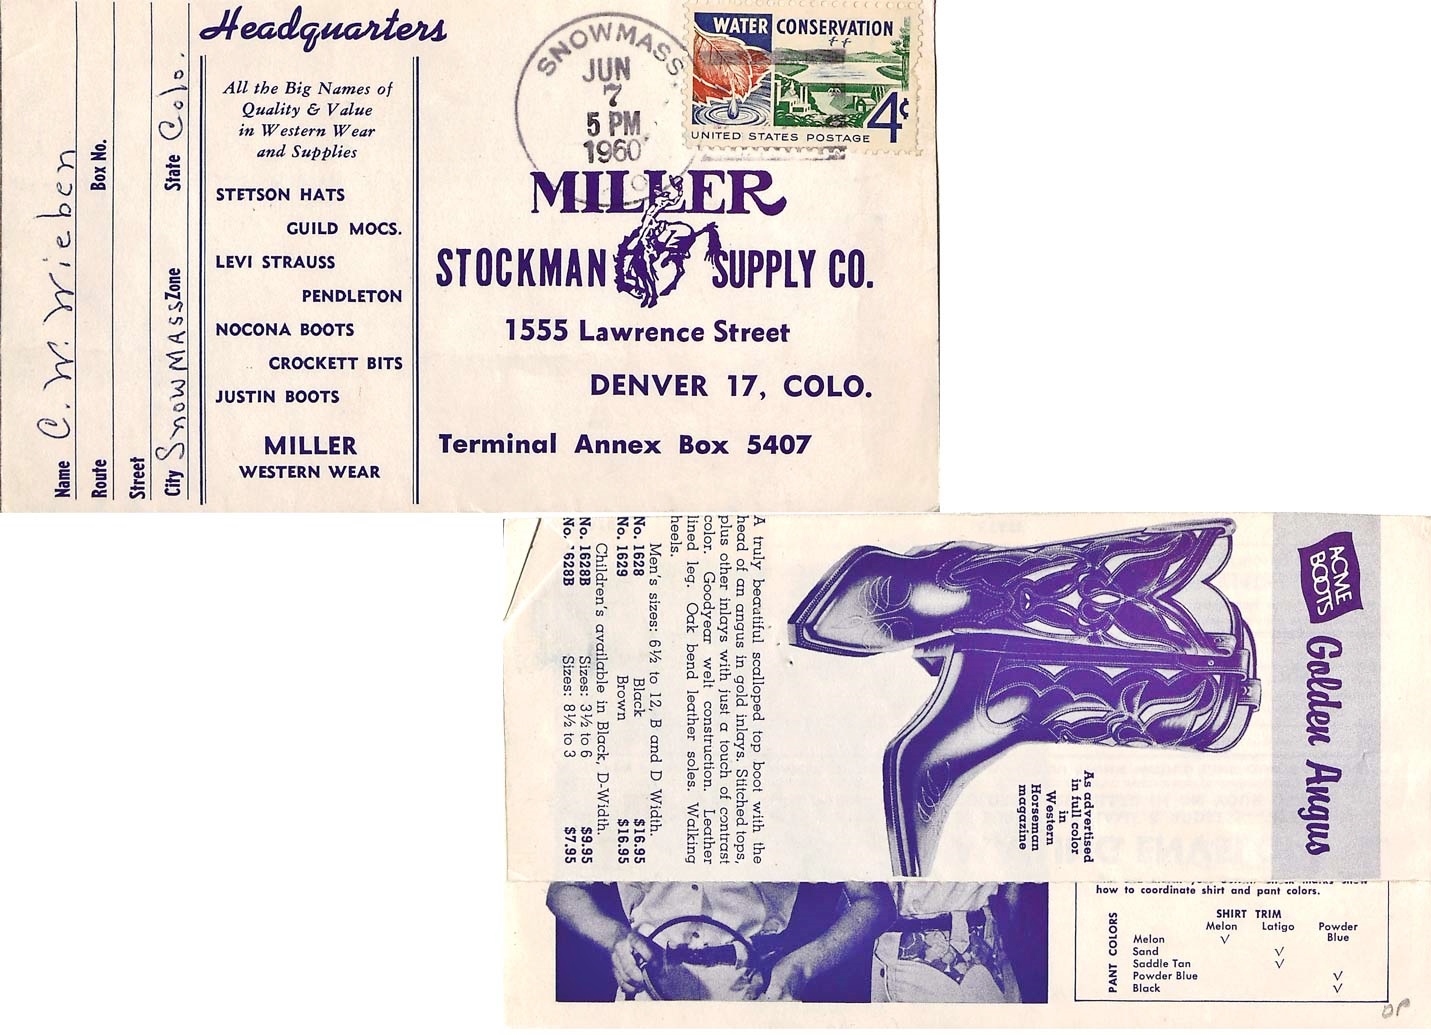 Headquarters
All the Big Names of
Quality & Value
in Western Wear
and Supplies
STETSON HATS
GUILD MOCS.
LEVI STRAUSS
PENDLETON
NOCONA BOOTS
CROCKETT BITS
JUSTIN BOOTS
MILLER
WESTERN WEAR
Name C. W. Wieben
Route Box No.
Street
City Snowmass Zone State Colo.
SNOWMASS
JUN
7
5 PM
1960
WATER CONSERVATION
4¢
UNITED STATES POSTAGE
MILLER
STOCKMAN SUPPLY CO.
1555 Lawrence Street
DENVER 17, COLO.
Terminal Annex Box 5407
ACME
BOOTS
Golden Angus
As advertised
in full color
in
Western
Horseman
magazine
A truly beautiful scalloped top boot with the
head of an angus in gold inlays. Stitched tops,
plus other inlays with just a touch of contrast
color. Goodyear welt construction. Leather
lined leg. Oak bend leather soles. Walking
heels.
Men's sizes: 6½ to 12, B and D Width.
No. 1628 Black $16.95
No. 1629 Brown $16.95
Children's available in Black, D-Width.
No. 1628B Sizes: 3½ to 6 $9.95
No. 1628B Sizes: 8½ to 3 $7.95
how to coordinate shirt and pant colors.
SHIRT TRIM
Melon Latigo Powder
Blue
PANT COLORS
Melon √
Sand √
Saddle Tan √
Powder Blue √
Black √